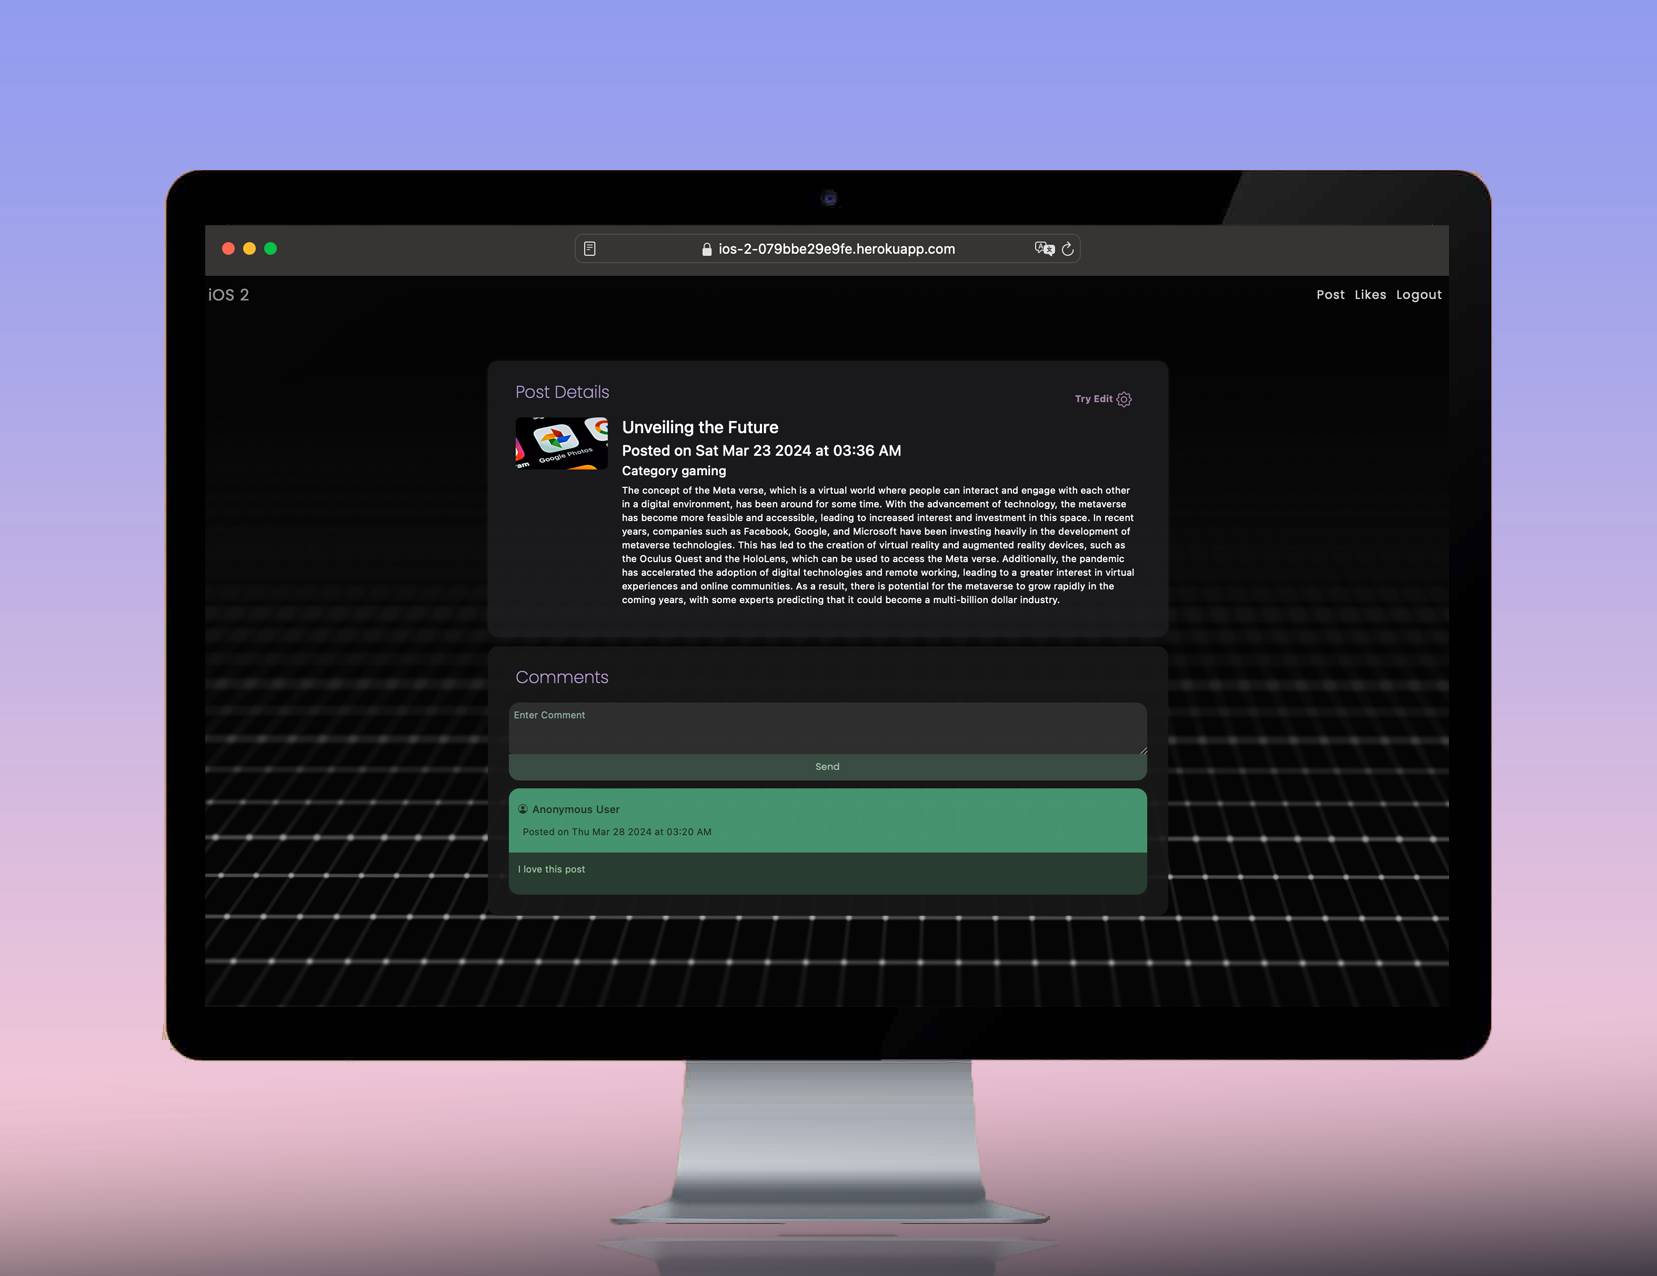 ios-2-079bbe29e9fe.herokuapp.com
iOS 2
Post Likes Logout
Post Details
Try Edit
am Google Photos
Unveiling the Future
Posted on Sat Mar 23 2024 at 03:36 AM
Category gaming
The concept of the Meta verse, which is a virtual world where people can interact and engage with each other
in a digital environment, has been around for some time. With the advancement of technology, the metaverse
has become more feasible and accessible, leading to increased interest and investment in this space. In recent
years, companies such as Facebook, Google, and Microsoft have been investing heavily in the development of
metaverse technologies. This has led to the creation of virtual reality and augmented reality devices, such as
the Oculus Quest and the HoloLens, which can be used to access the Meta verse. Additionally, the pandemic
has accelerated the adoption of digital technologies and remote working, leading to a greater interest in virtual
experiences and online communities. As a result, there is potential for the metaverse to grow rapidly in the
coming years, with some experts predicting that it could become a multi-billion dollar industry.
Comments
Enter Comment
Send
Anonymous User
Posted on Thu Mar 28 2024 at 03:20 AM
I love this post